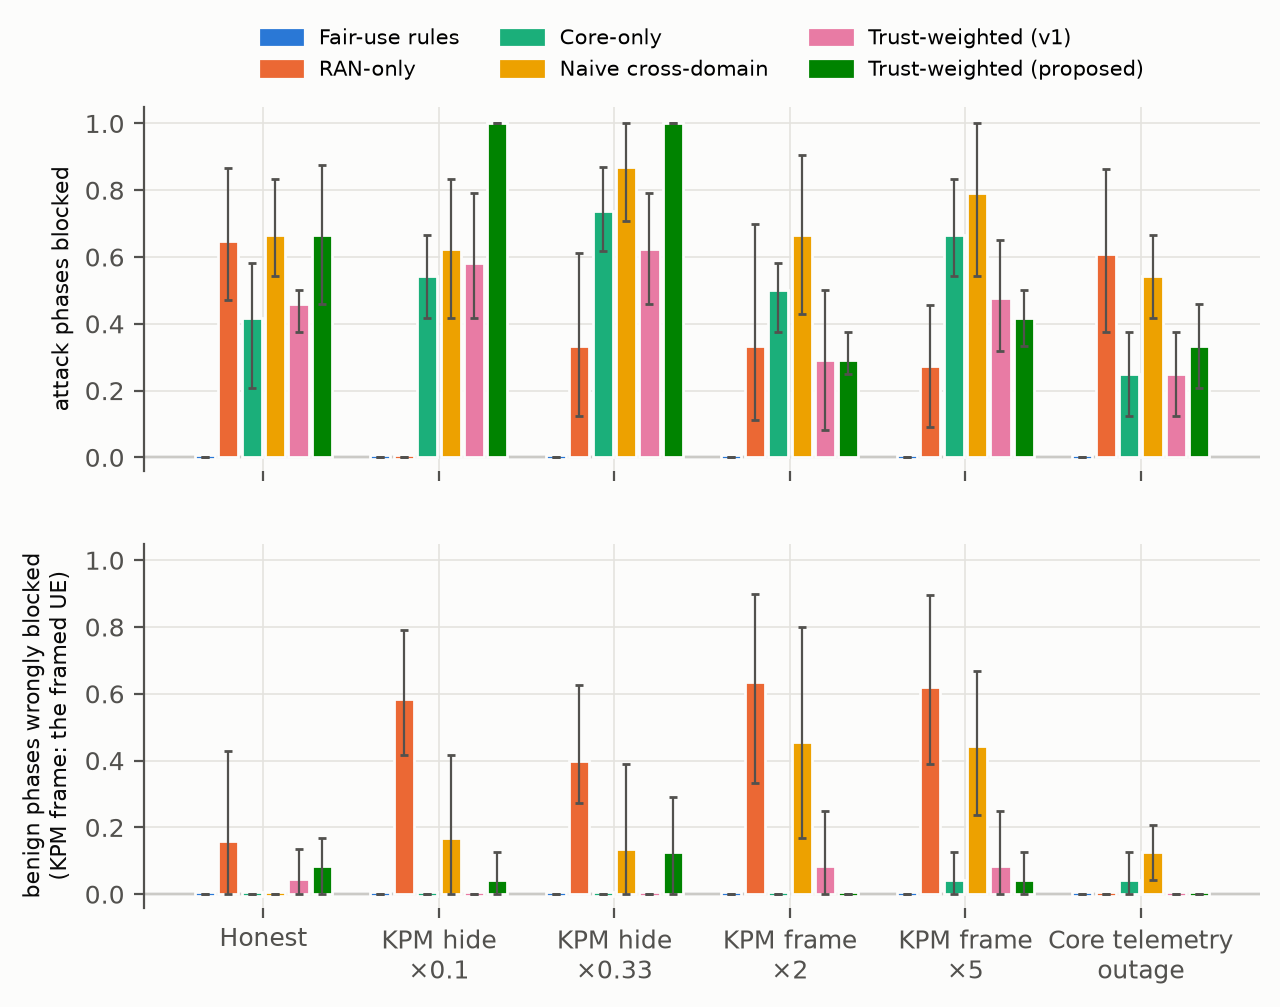 Fair-use rules
RAN-only
Core-only
Naive cross-domain
Trust-weighted (v1)
Trust-weighted (proposed)
attack phases blocked
1.0
0.8
0.6
0.4
0.2
0.0
benign phases wrongly blocked
(KPM frame: the framed UE)
1.0
0.8
0.6
0.4
0.2
0.0
Honest
KPM hide
×0.1
KPM hide
×0.33
KPM frame
×2
KPM frame
×5
Core telemetry
outage